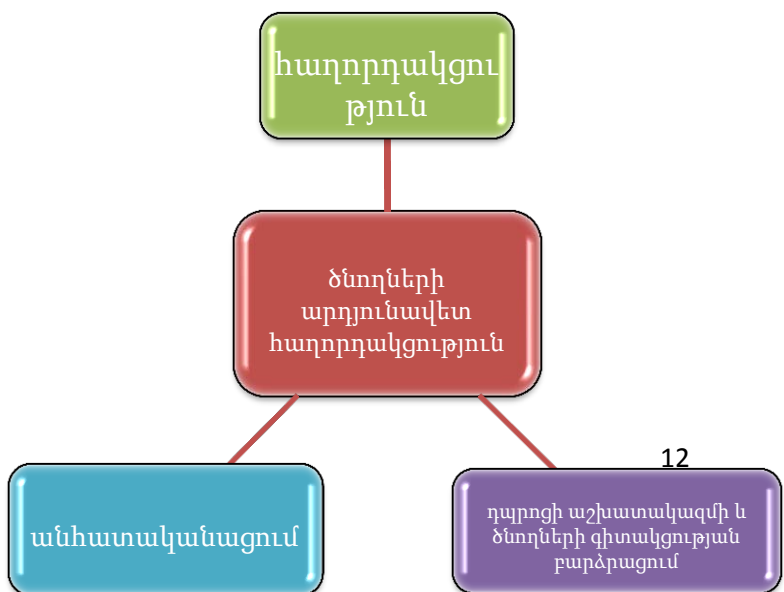 հաղորդակցու
թյուն
ծնողների
արդյունավետ
հաղորդակցություն
12
անհատականացում
դպրոցի աշխատակազմի և
ծնողների գիտակցության
բարձրացում